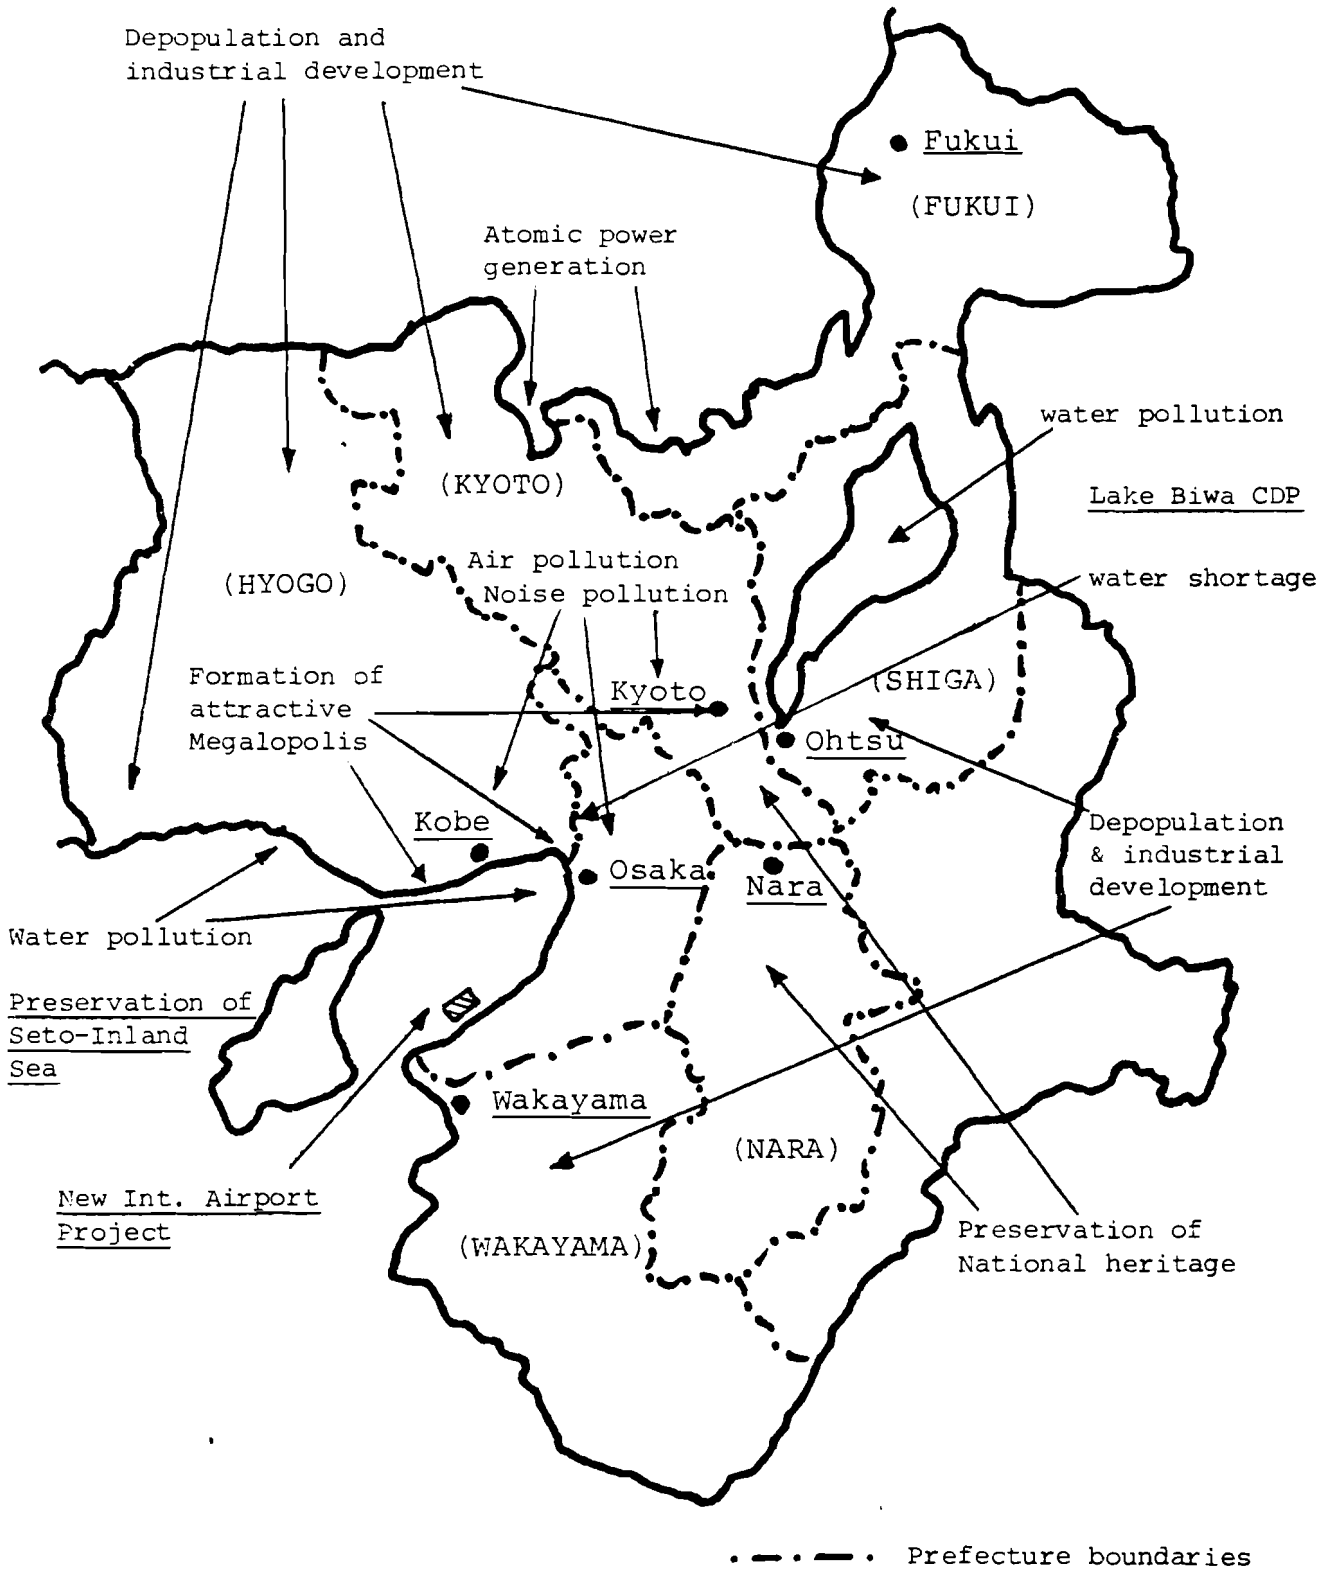 Depopulation and
industrial development
Fukui
(FUKUI)
Atomic power
generation
water pollution
(KYOTO)
Lake Biwa CDP
Air pollution
Noise pollution
(HYOGO)
water shortage
Formation of
attractive
Megalopolis
Kyoto
(SHIGA)
Ohtsu
Kobe
Depopulation
& industrial
development
Osaka
Nara
Water pollution
Preservation of
Seto-Inland
Sea
Wakayama
(NARA)
New Int. Airport
Project
(WAKAYAMA)
Preservation of
National heritage
Prefecture boundaries